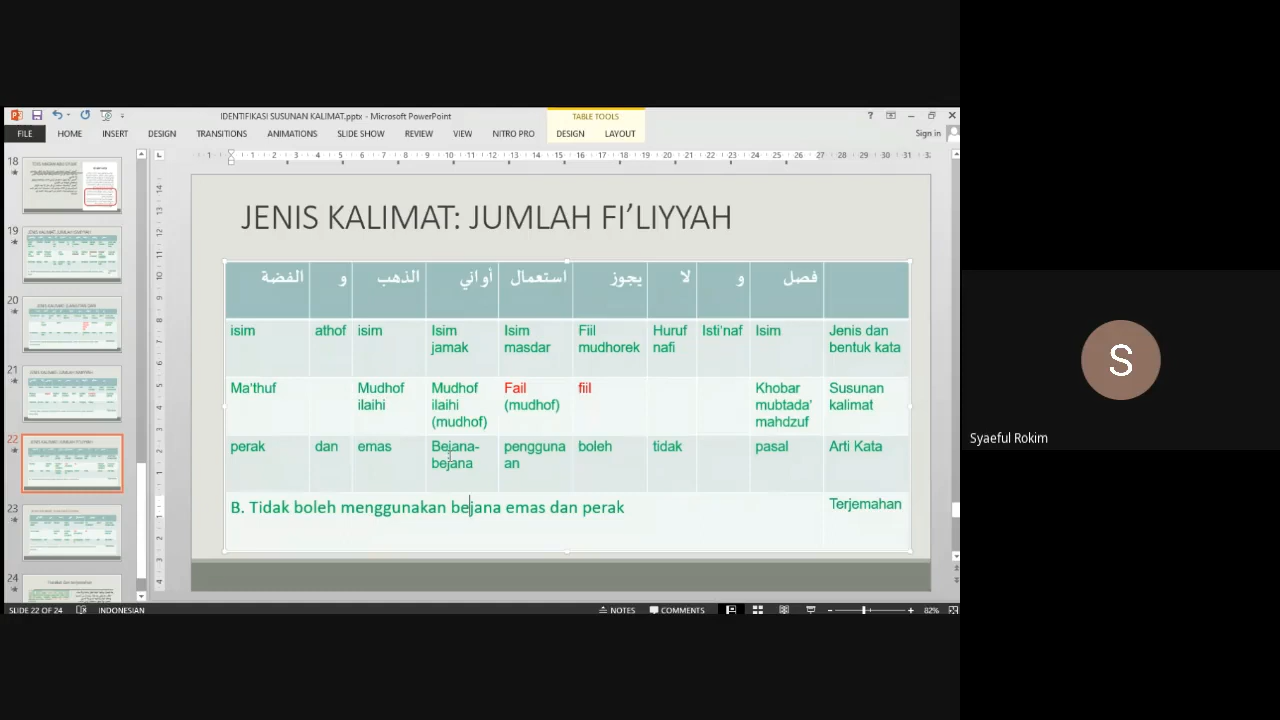 IDENTIFIKASI SUSUNAN KALIMAT.pptx - Microsoft PowerPoint
TABLE TOOLS
Sign in
FILE HOME INSERT DESIGN TRANSITIONS ANIMATIONS SLIDE SHOW REVIEW VIEW NITRO PRO DESIGN LAYOUT
18
19
20
21
22
23
24
JENIS KALIMAT: JUMLAH FI’LIYYAH
فصل و لا يجوز استعمال أواني الذهب و الفضة
isim athof isim Isim jamak Isim masdar Fiil mudhorek Huruf nafi Isti’naf Isim Jenis dan bentuk kata
Ma’thuf Mudhof ilaihi Mudhof ilaihi (mudhof) Fail (mudhof) fiil Khobar mubtada’ mahdzuf Susunan kalimat
perak dan emas Bejana-bejana penggunaan boleh tidak pasal Arti Kata
B. Tidak boleh menggunakan bejana emas dan perak Terjemahan
SLIDE 22 OF 24 INDONESIAN NOTES COMMENTS 82%
S
Syaeful Rokim